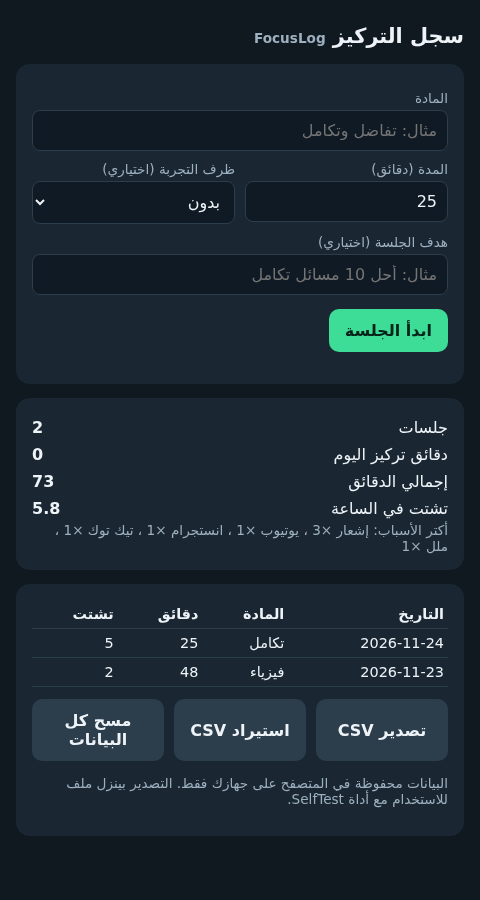 سجل التركيز FocusLog
المادة
مثال: تفاضل وتكامل
المدة (دقائق) ظرف التجربة (اختياري)
25 بدون
هدف الجلسة (اختياري)
مثال: أحل 10 مسائل تكامل
ابدأ الجلسة
جلسات 2
دقائق تركيز اليوم 0
إجمالي الدقائق 73
تشتت في الساعة 5.8
أكتر الأسباب: إشعار ×3 ، يوتيوب ×1 ، انستجرام ×1 ، تيك توك ×1 ،
ملل ×1
التاريخ المادة دقائق تشتت
2026-11-24 تكامل 25 5
2026-11-23 فيزياء 48 2
تصدير CSV استيراد CSV مسح كل
البيانات
البيانات محفوظة في المتصفح على جهازك فقط. التصدير بينزل ملف
للاستخدام مع أداة SelfTest.